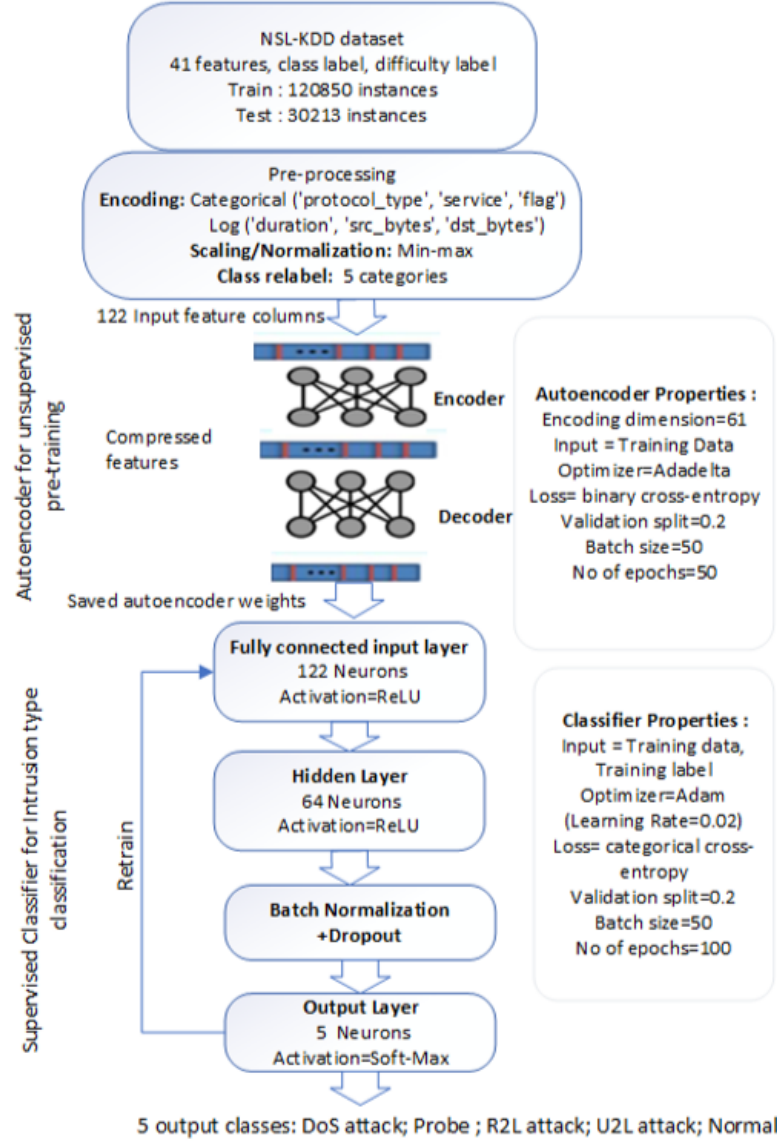 NSL-KDD dataset
41 features, class label, difficulty label
Train : 120850 instances
Test : 30213 instances
Pre-processing
Encoding: Categorical ('protocol_type', 'service', 'flag')
Log ('duration', 'src_bytes', 'dst_bytes')
Scaling/Normalization: Min-max
Class relabel: 5 categories
122 Input feature columns
Autoencoder for unsupervised
pre-training
Encoder
Compressed
features
Decoder
Saved autoencoder weights
Autoencoder Properties :
Encoding dimension=61
Input = Training Data
Optimizer=Adadelta
Loss= binary cross-entropy
Validation split=0.2
Batch size=50
No of epochs=50
Supervised Classifier for Intrusion type
classification
Retrain
Fully connected input layer
122 Neurons
Activation=ReLU
Hidden Layer
64 Neurons
Activation=ReLU
Batch Normalization
+Dropout
Output Layer
5 Neurons
Activation=Soft-Max
Classifier Properties :
Input = Training data,
Training label
Optimizer=Adam
(Learning Rate=0.02)
Loss= categorical cross-
entropy
Validation split=0.2
Batch size=50
No of epochs=100
5 output classes: DoS attack; Probe ; R2L attack; U2L attack; Normal